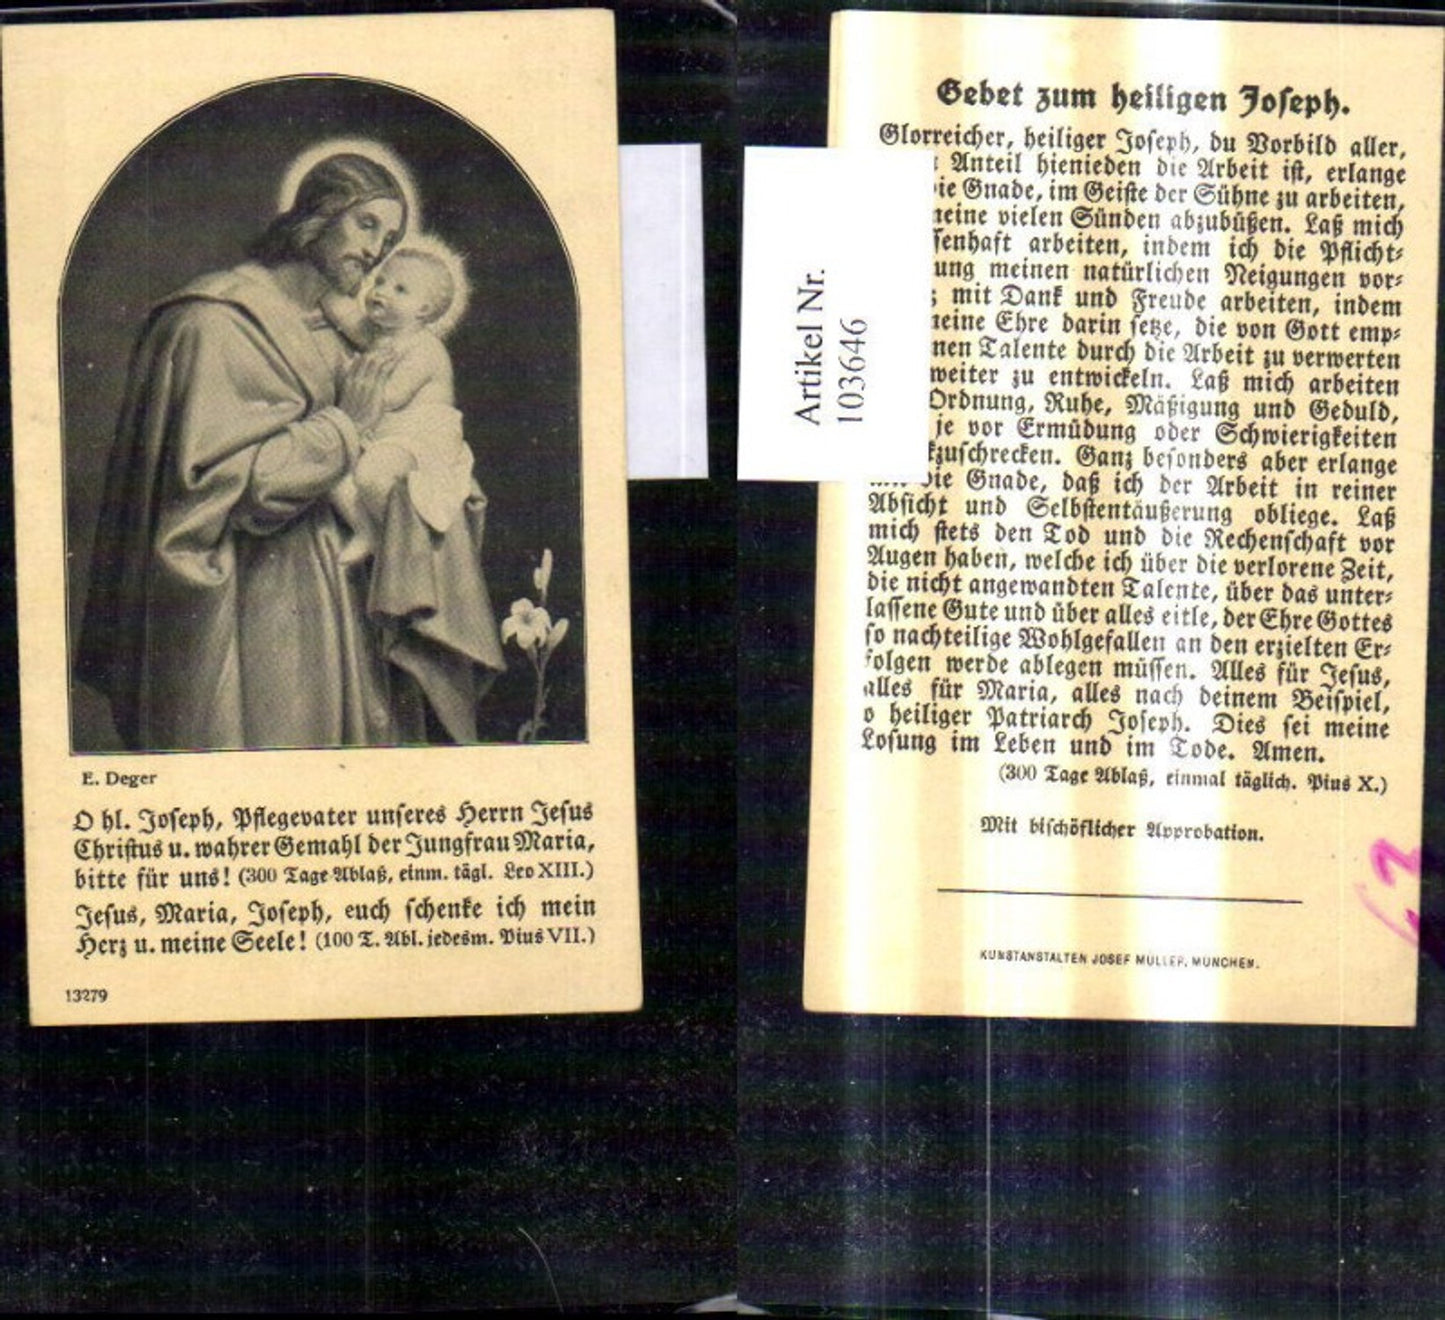 E. Deger
O hl. Joseph, Pflegevater unseres Herrn Jesus
Christus u. wahrer Gemahl der Jungfrau Maria,
bitte für uns! (300 Tage Ablaß, einm. tägl. Leo XIII.)
Jesus, Maria, Joseph, euch schenke ich mein
Herz u. meine Seele! (100 T. Abl. jedesm. Pius VII.)
13279
Artikel Nr.
103646
Gebet zum heiligen Joseph.
Glorreicher, heiliger Joseph, du Vorbild aller,
Anteil hienieden die Arbeit ist, erlange
die Gnade, im Geiste der Sühne zu arbeiten,
meine vielen Sünden abzubüßen. Laß mich
senhaft arbeiten, indem ich die Pflicht-
ung meinen natürlichen Neigungen vor-
mit Dank und Freude arbeiten, indem
meine Ehre darin setze, die von Gott emp-
nen Talente durch die Arbeit zu verwerten
weiter zu entwickeln. Laß mich arbeiten
Ordnung, Ruhe, Mäßigung und Geduld,
je vor Ermüdung oder Schwierigkeiten
kzuschrecken. Ganz besonders aber erlange
die Gnade, daß ich der Arbeit in reiner
Absicht und Selbstentäußerung obliege. Laß
mich stets den Tod und die Rechenschaft vor
Augen haben, welche ich über die verlorene Zeit,
die nicht angewandten Talente, über das unter-
lassene Gute und über alles eitle, der Ehre Gottes
so nachteilige Wohlgefallen an den erzielten Er-
folgen werde ablegen müssen. Alles für Jesus,
alles für Maria, alles nach deinem Beispiel,
o heiliger Patriarch Joseph. Dies sei meine
Losung im Leben und im Tode. Amen.
(300 Tage Ablaß, einmal täglich. Pius X.)
Mit bischöflicher Approbation.
KUNSTANSTALTEN JOSEF MÜLLER, MÜNCHEN.